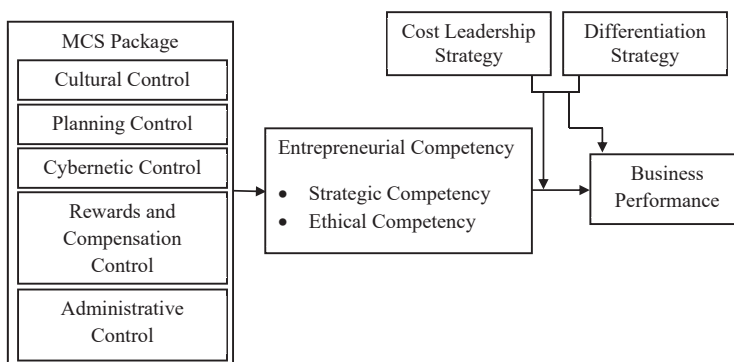 MCS Package
Cultural Control
Planning Control
Cybernetic Control
Rewards and
Compensation
Control
Administrative
Control
Entrepreneurial Competency
• Strategic Competency
• Ethical Competency
Cost Leadership
Strategy
Differentiation
Strategy
Business
Performance